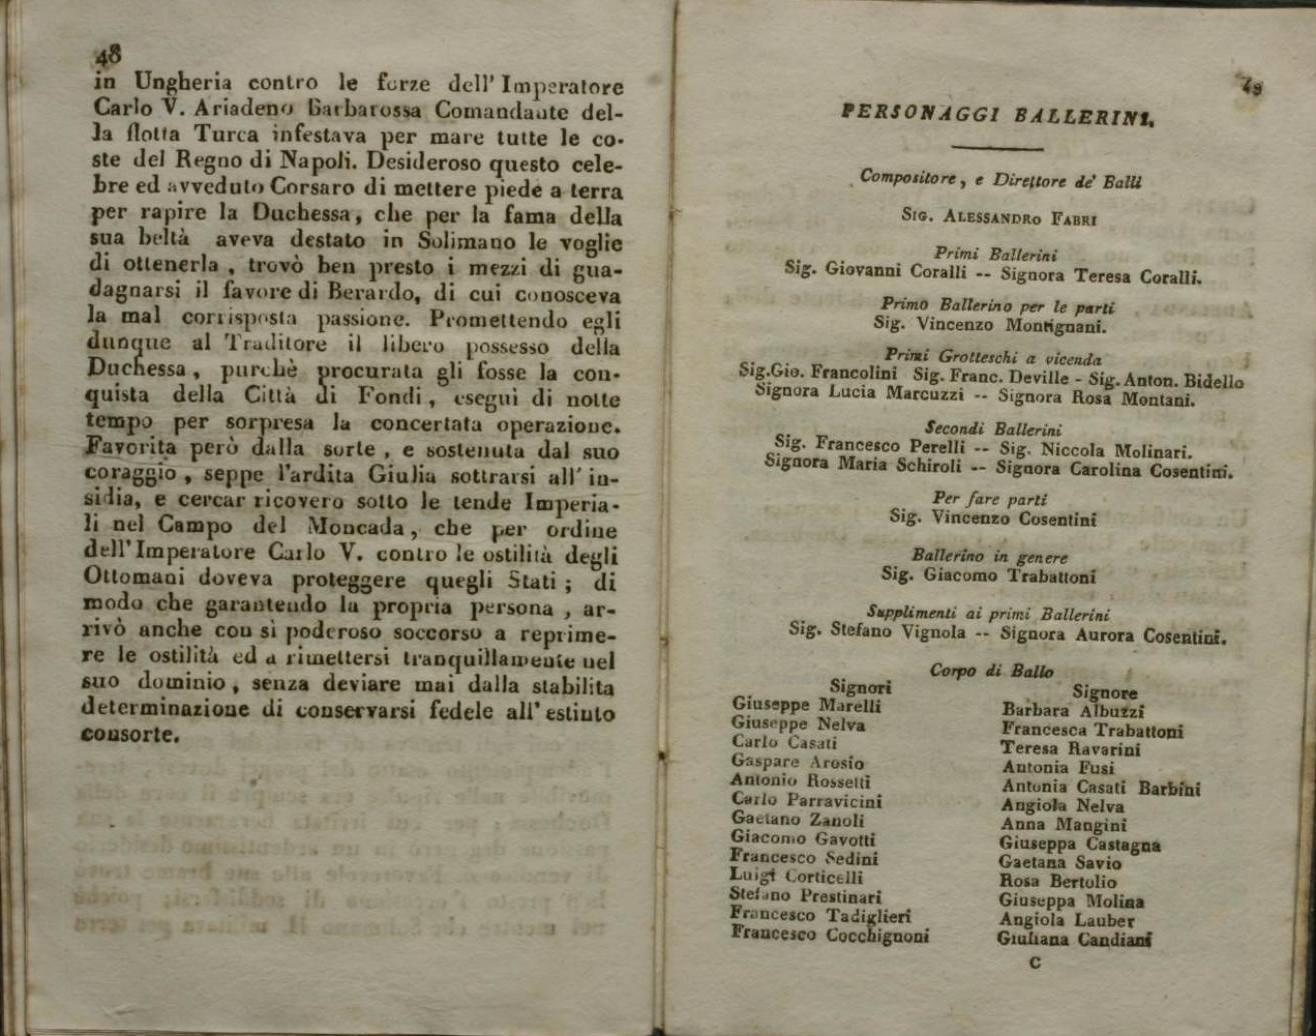 48
in Ungheria contro le forze dell' Imperatore
Carlo V. Ariadeno Barbarossa Comandante del-
la flotta Turca infestava per mare tutte le co-
ste del Regno di Napoli. Desideroso questo cele-
bre ed avveduto Corsaro di mettere piede a terra
per rapire la Duchessa, che per la fama della
sua beltà aveva destato in Solimano le voglie
di ottenerla , trovò ben presto i mezzi di gua-
dagnarsi il favore di Berardo, di cui conosceva
la mal corrisposta passione. Promettendo egli
dunque al Traditore il libero possesso della
Duchessa , purchè procurata gli fosse la con-
quista della Città di Fondi , eseguì di notte
tempo per sorpresa la concertata operazione.
Favorita però dalla sorte , e sostenuta dal suo
coraggio , seppe l'ardita Giulia sottrarsi all' in-
sidia, e cercar ricovero sotto le tende Imperia-
li nel Campo del Moncada, che per ordine
dell'Imperatore Carlo V. contro le ostilità degli
Ottomani doveva proteggere quegli Stati ; di
modo che garantendo la propria persona , ar-
rivò anche con sì poderoso soccorso a reprime-
re le ostilità ed a rimettersi tranquillamente nel
suo dominio , senza deviare mai dalla stabilita
determinazione di conservarsi fedele all' estinto
consorte.
PERSONAGGI BALLERINI.
Compositore , e Direttore de' Balli
SIG. ALESSANDRO FABRI
Primi Ballerini
Sig. Giovanni Coralli -- Signora Teresa Coralli.
Primo Ballerino per le parti
Sig. Vincenzo Montignani.
Primi Grotteschi a vicenda
Sig.Gio. Francolini Sig. Franc. Deville - Sig. Anton. Bidello
Signora Lucia Marcuzzi -- Signora Rosa Montani.
Secondi Ballerini
Sig. Francesco Perelli -- Sig. Niccola Molinari.
Signora Maria Schiroli -- Signora Carolina Cosentini.
Per fare parti
Sig. Vincenzo Cosentini
Ballerino in genere
Sig. Giacomo Trabattoni
Supplimenti ai primi Ballerini
Sig. Stefano Vignola -- Signora Aurora Cosentini.
Corpo di Ballo
Signori
Giuseppe Marelli
Giuseppe Nelva
Carlo Casati
Gaspare Arosio
Antonio Rossetti
Carlo Parravicini
Gaetano Zanoli
Giacomo Gavotti
Francesco Sedini
Luigi Corticelli
Stefano Prestinari
Francesco Tadiglieri
Francesco Cocchignoni
Signore
Barbara Albuzzi
Francesca Trabattoni
Teresa Ravarini
Antonia Fusi
Antonia Casati Barbini
Angiola Nelva
Anna Mangini
Giuseppa Castagna
Gaetana Savio
Rosa Bertolio
Giuseppa Molina
Angiola Lauber
Giuliana Candiani
C